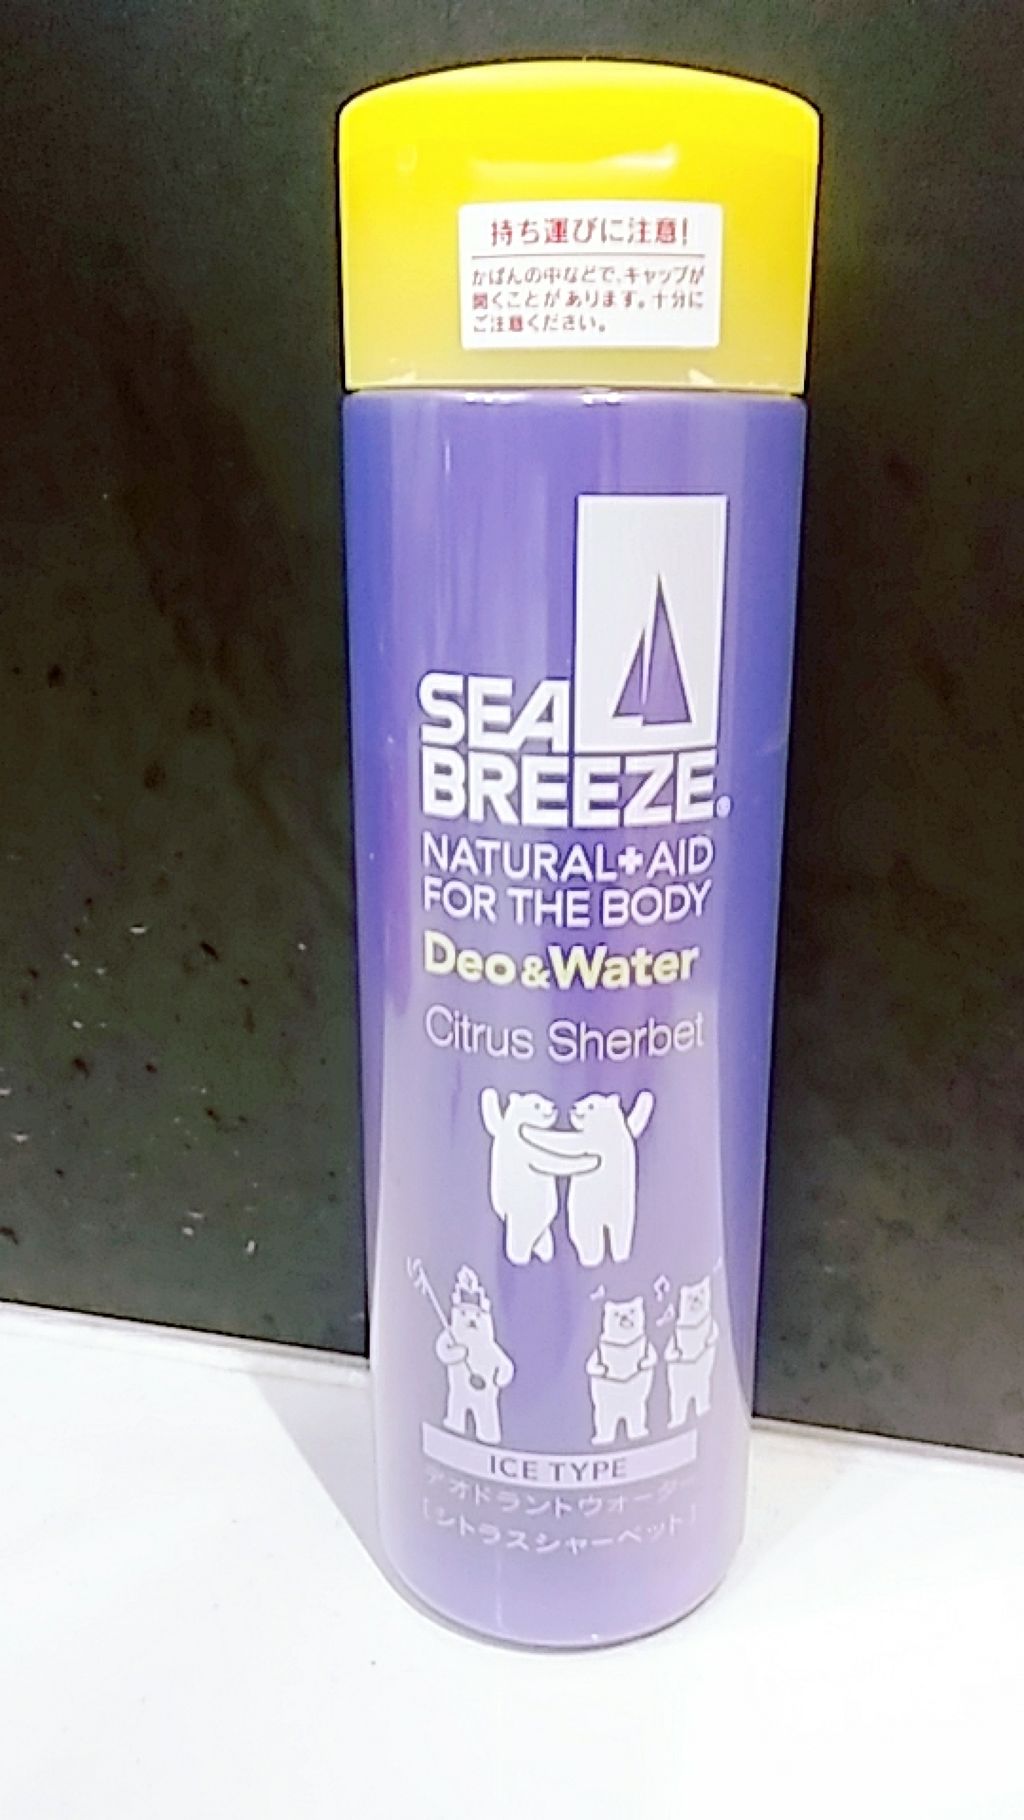 持ち運びに注意!
かばんの中などで、キャップが
開くことがあります。十分に
ご注意ください。
SEA
BREEZE®
NATURAL+AID
FOR THE BODY
Deo&Water
Citrus Sherbet
ICE TYPE
デオドラントウォーター
[シトラスシャーベット]